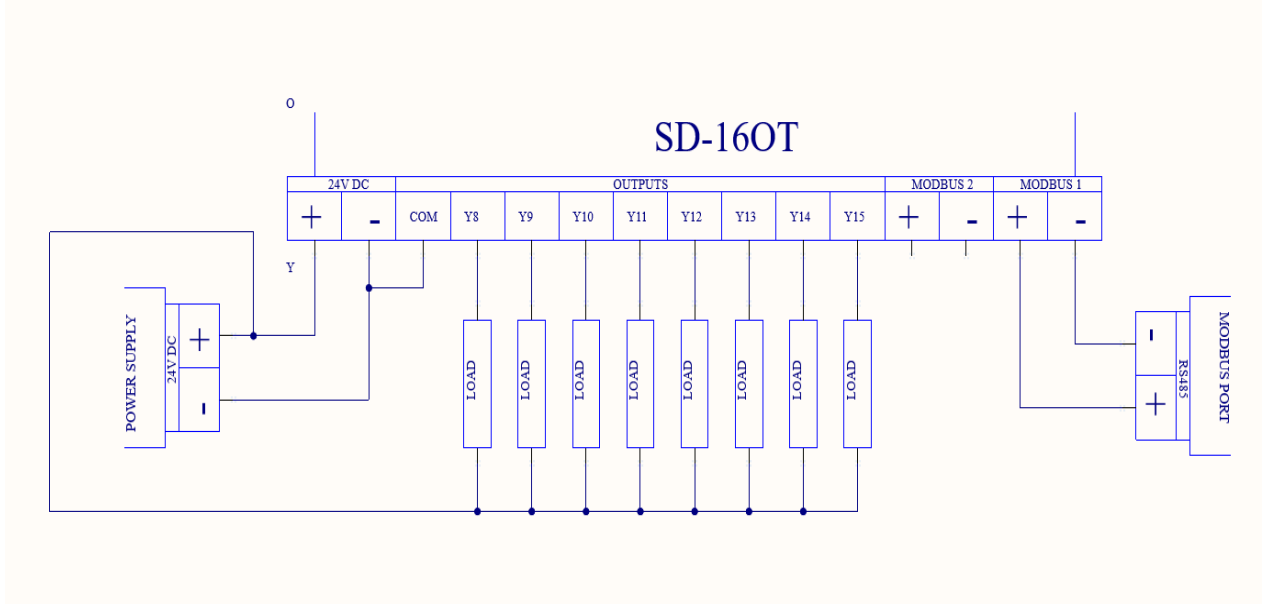 O
SD-16OT
24V DC OUTPUTS MODBUS 2 MODBUS 1
+ - COM Y8 Y9 Y10 Y11 Y12 Y13 Y14 Y15 + - + -
Y
POWER SUPPLY
24V DC
+
-
LOAD LOAD LOAD LOAD LOAD LOAD LOAD LOAD
-
+
RS485
MODBUS PORT